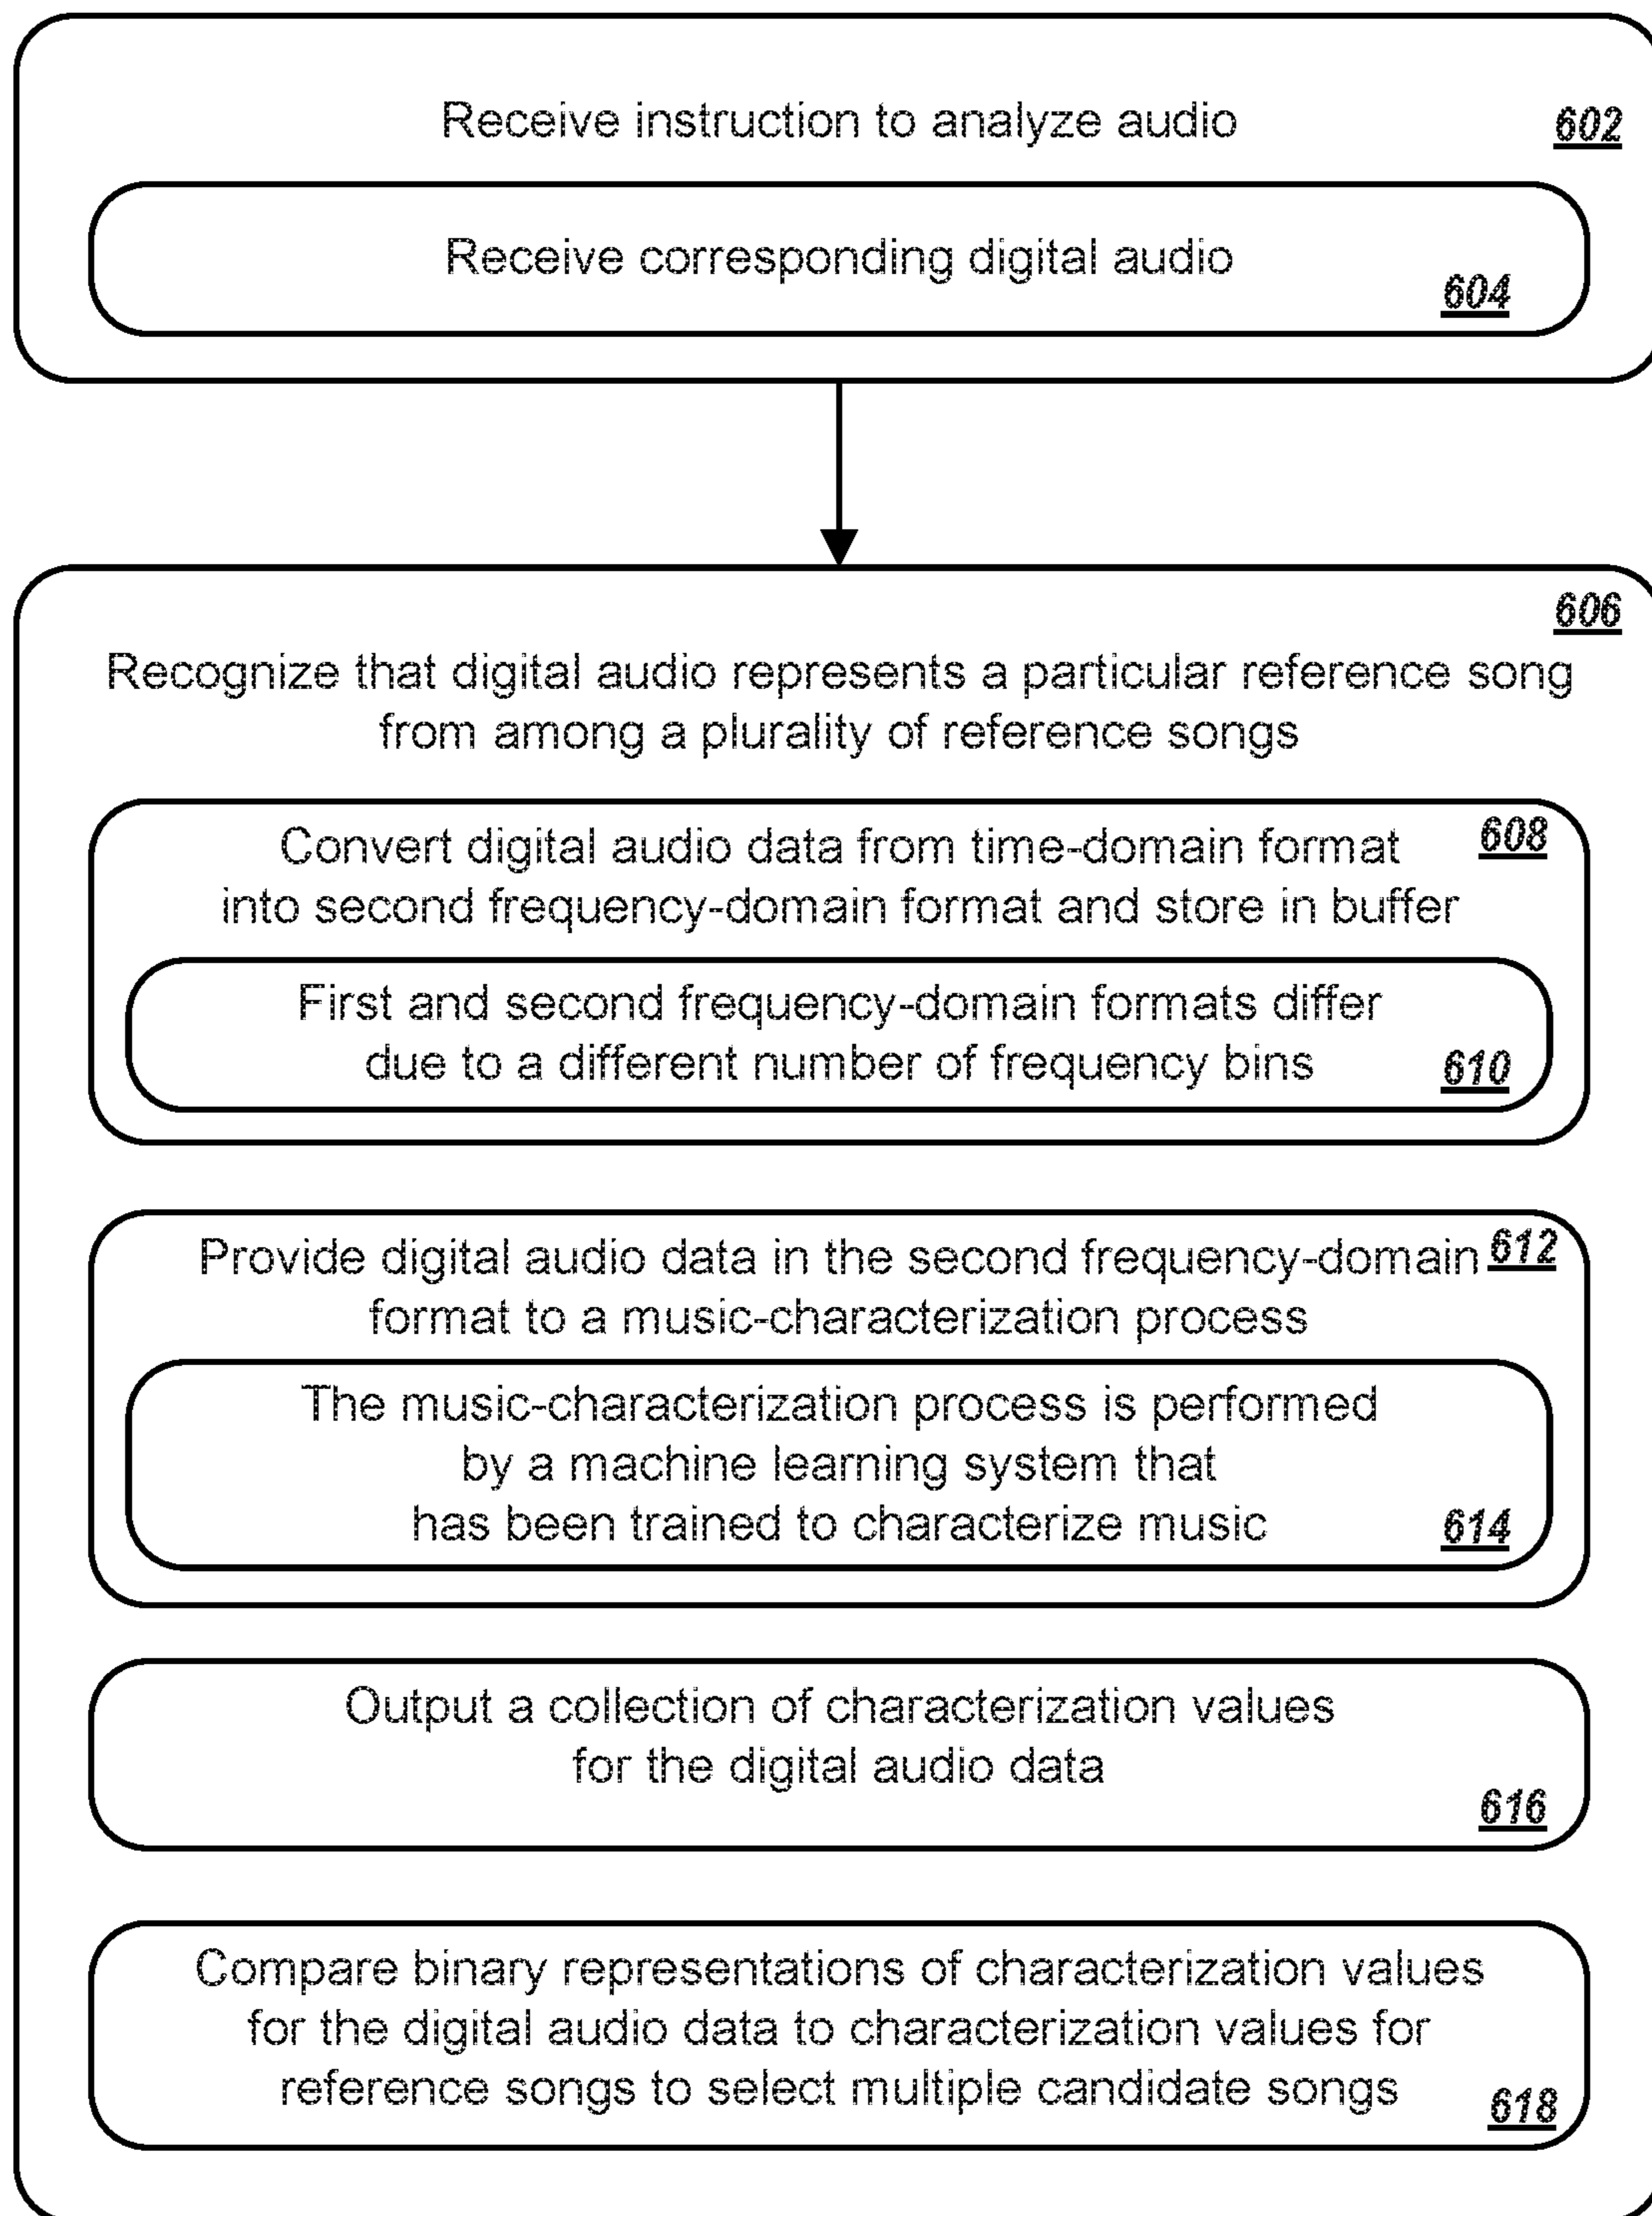 Receive instruction to analyze audio 602
Receive corresponding digital audio
604
606
Recognize that digital audio represents a particular reference song
from among a plurality of reference songs
Convert digital audio data from time-domain format 608
into second frequency-domain format and store in buffer
First and second frequency-domain formats differ
due to a different number of frequency bins 610
Provide digital audio data in the second frequency-domain 612
format to a music-characterization process
The music-characterization process is performed
by a machine learning system that
has been trained to characterize music 614
Output a collection of characterization values
for the digital audio data
616
Compare binary representations of characterization values
for the digital audio data to characterization values for
reference songs to select multiple candidate songs 618